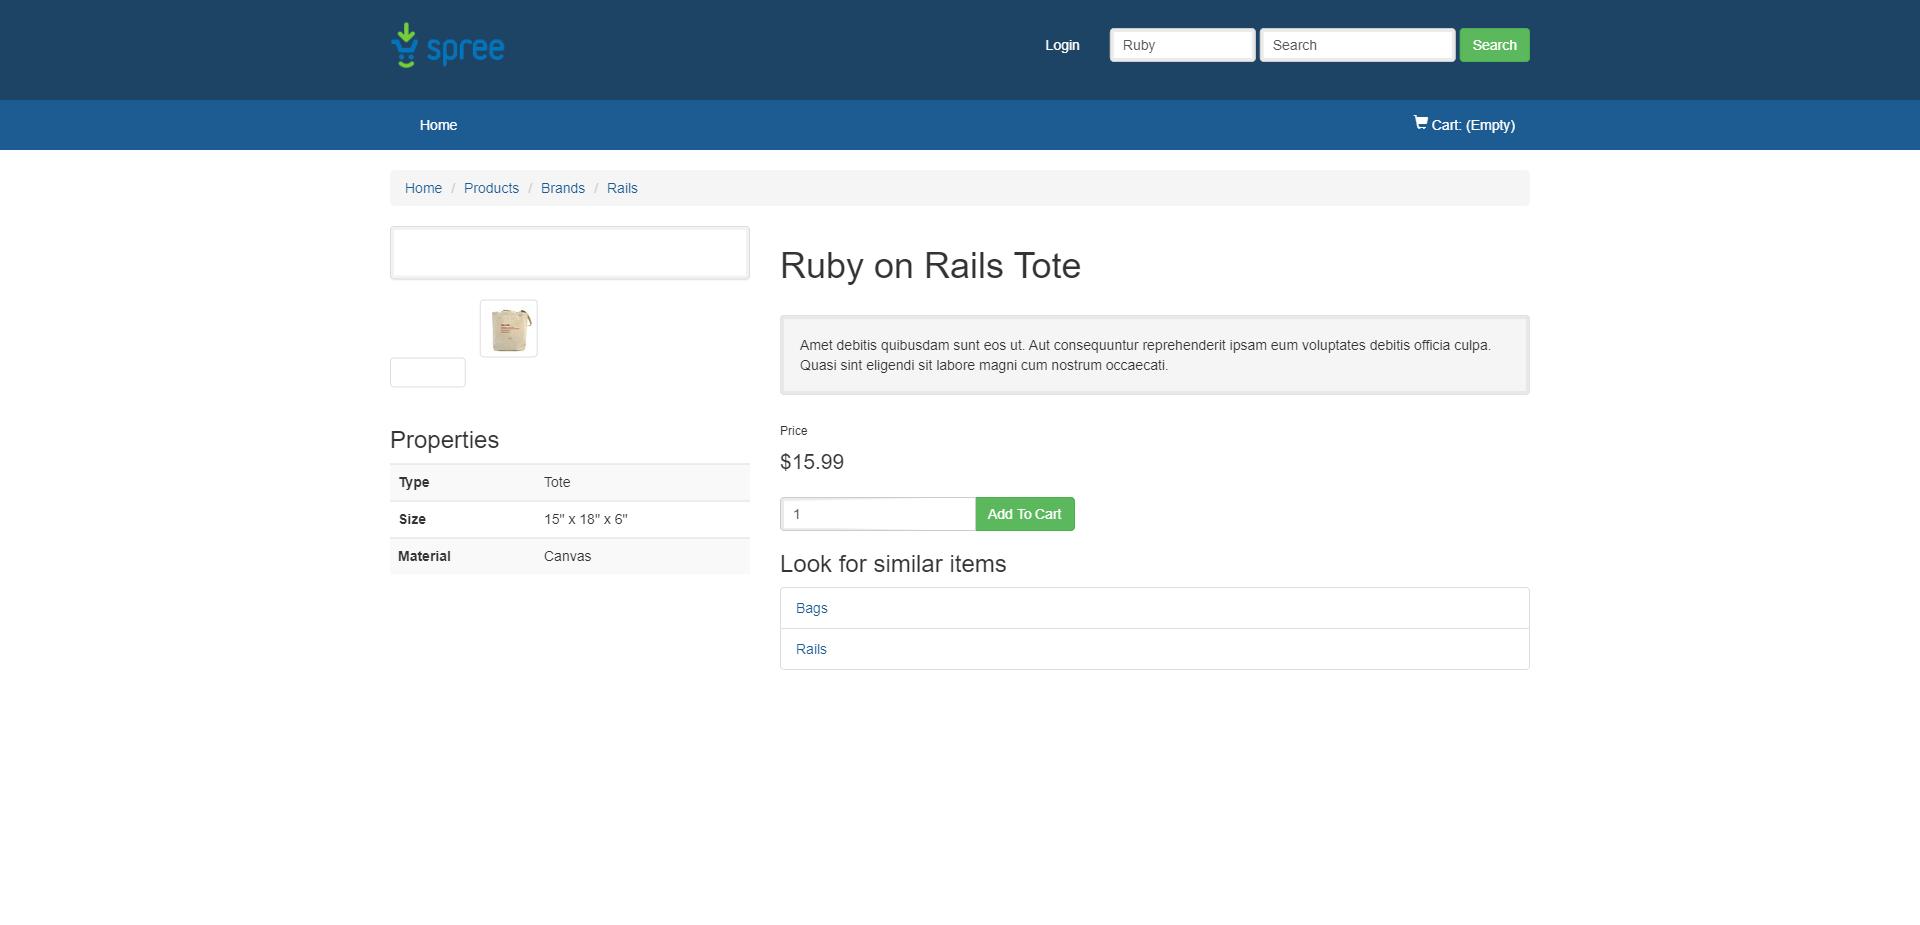 spree
Login
Ruby
Search
Search
Home
Cart: (Empty)
Home / Products / Brands / Rails
Ruby on Rails Tote
Amet debitis quibusdam sunt eos ut. Aut consequuntur reprehenderit ipsam eum voluptates debitis officia culpa.
Quasi sint eligendi sit labore magni cum nostrum occaecati.
Price
$15.99
1
Add To Cart
Look for similar items
Bags
Rails
Properties
Type Tote
Size 15" x 18" x 6"
Material Canvas